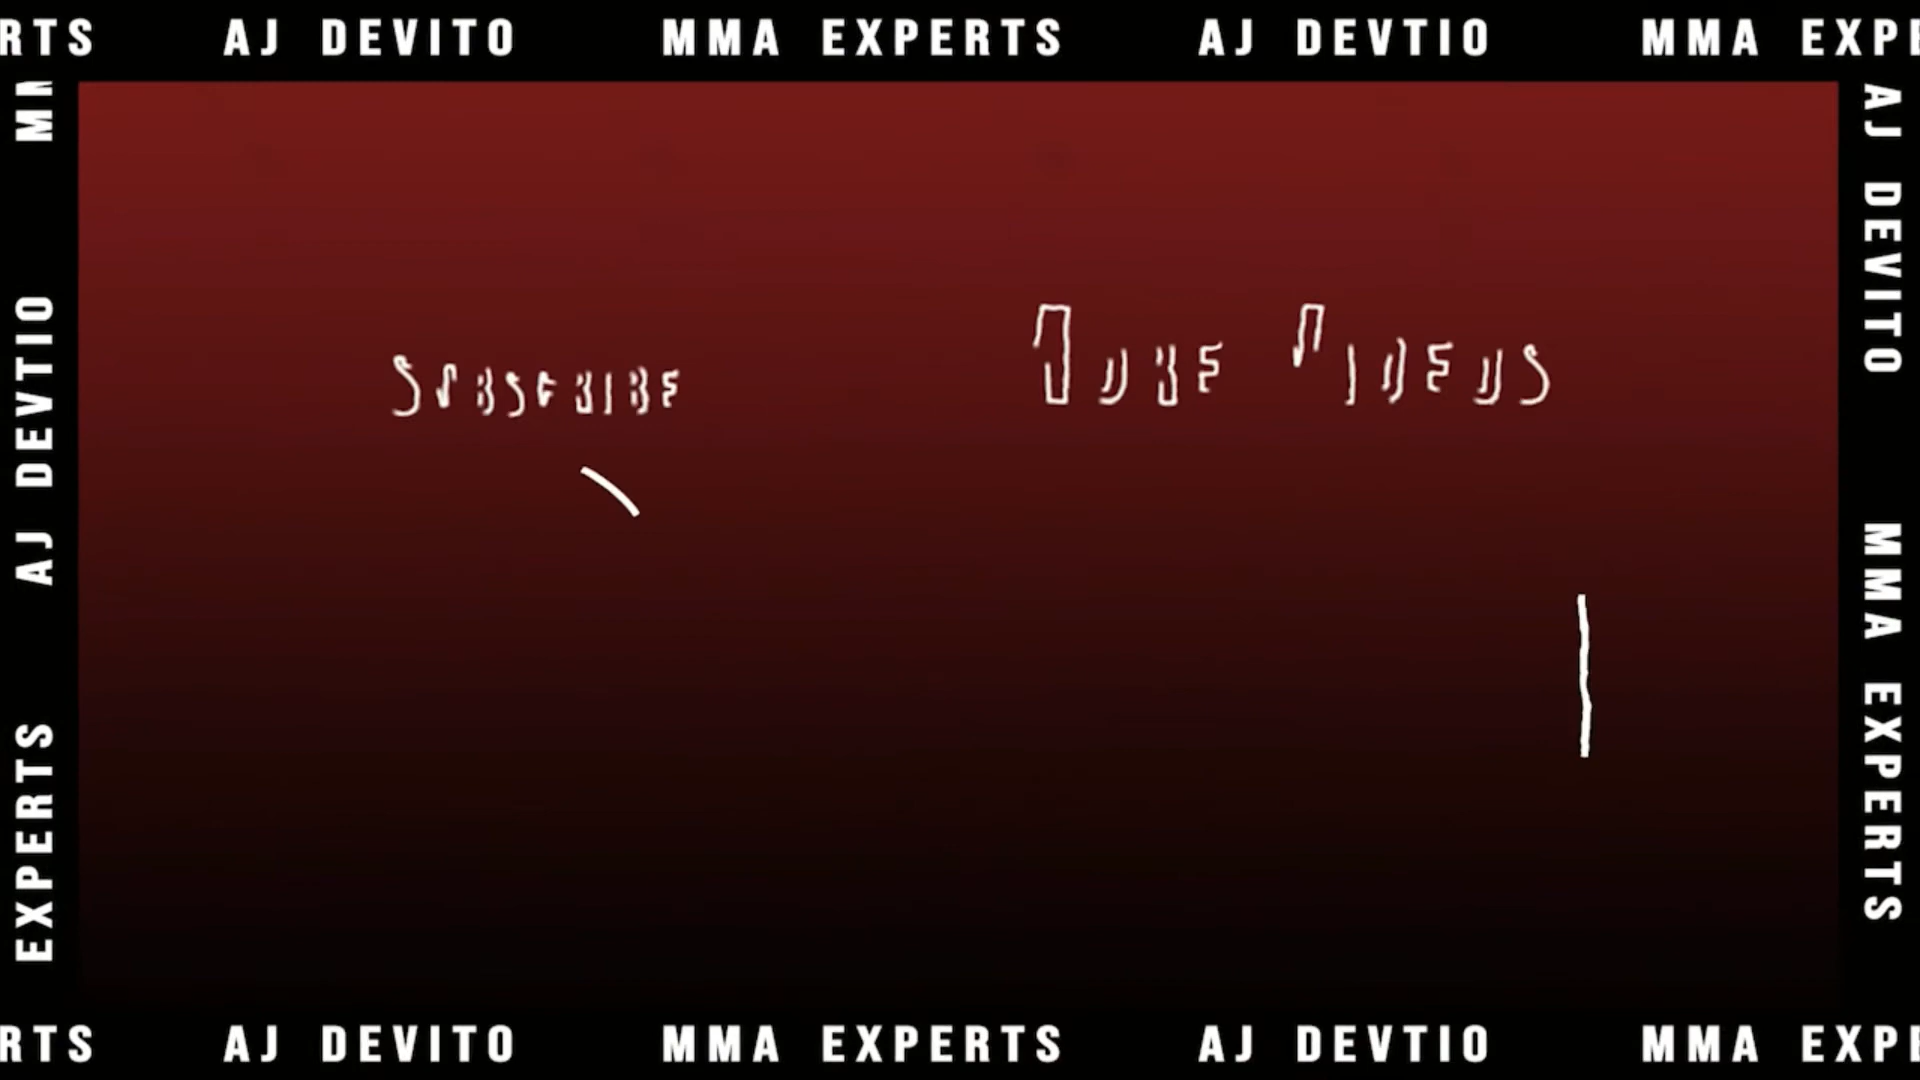 RTS AJ DEVITO MMA EXPERTS AJ DEVTIO MMA EXPE
AJ DEVTIO
EXPERTS
AJ DEVITO
MMA EXPERTS
RTS AJ DEVITO MMA EXPERTS AJ DEVTIO MMA EXPE